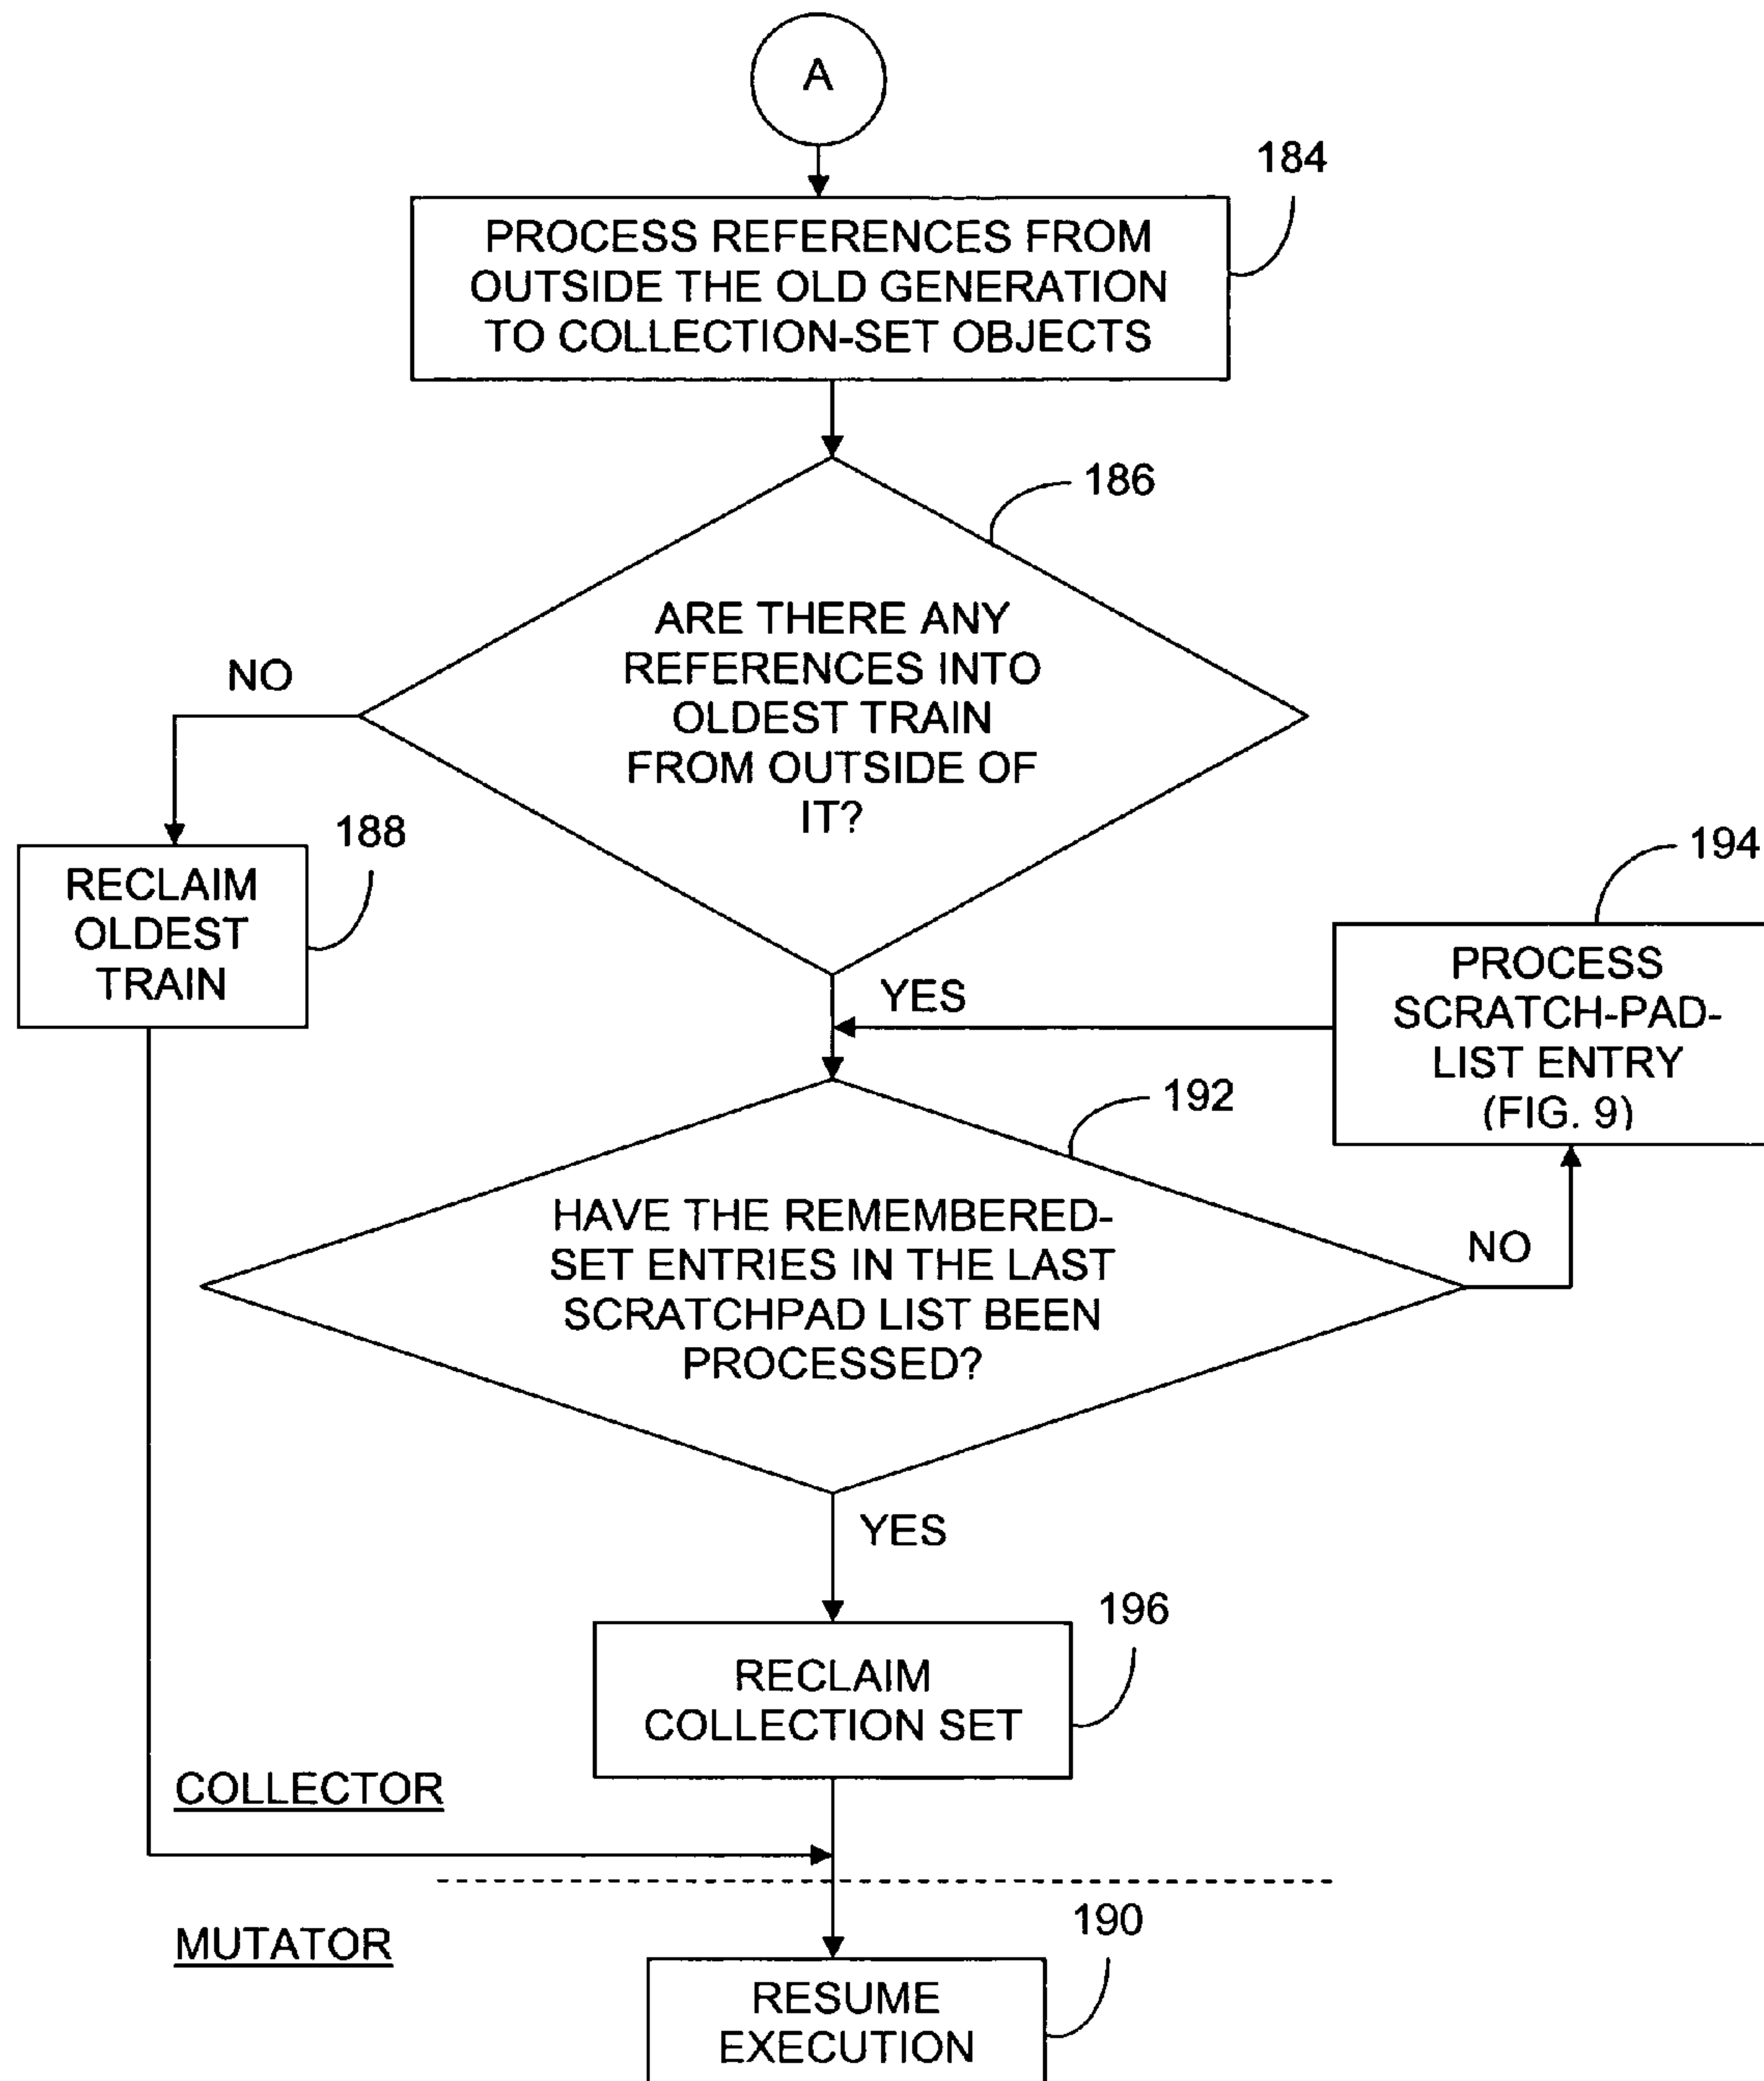 A
184
PROCESS REFERENCES FROM
OUTSIDE THE OLD GENERATION
TO COLLECTION-SET OBJECTS
186
ARE THERE ANY
REFERENCES INTO
OLDEST TRAIN
FROM OUTSIDE OF
IT?
NO
188
RECLAIM
OLDEST
TRAIN
194
PROCESS
SCRATCH-PAD-
LIST ENTRY
(FIG. 9)
YES
192
HAVE THE REMEMBERED-
SET ENTRIES IN THE LAST
SCRATCHPAD LIST BEEN
PROCESSED?
NO
YES
196
RECLAIM
COLLECTION SET
COLLECTOR
MUTATOR
190
RESUME
EXECUTION